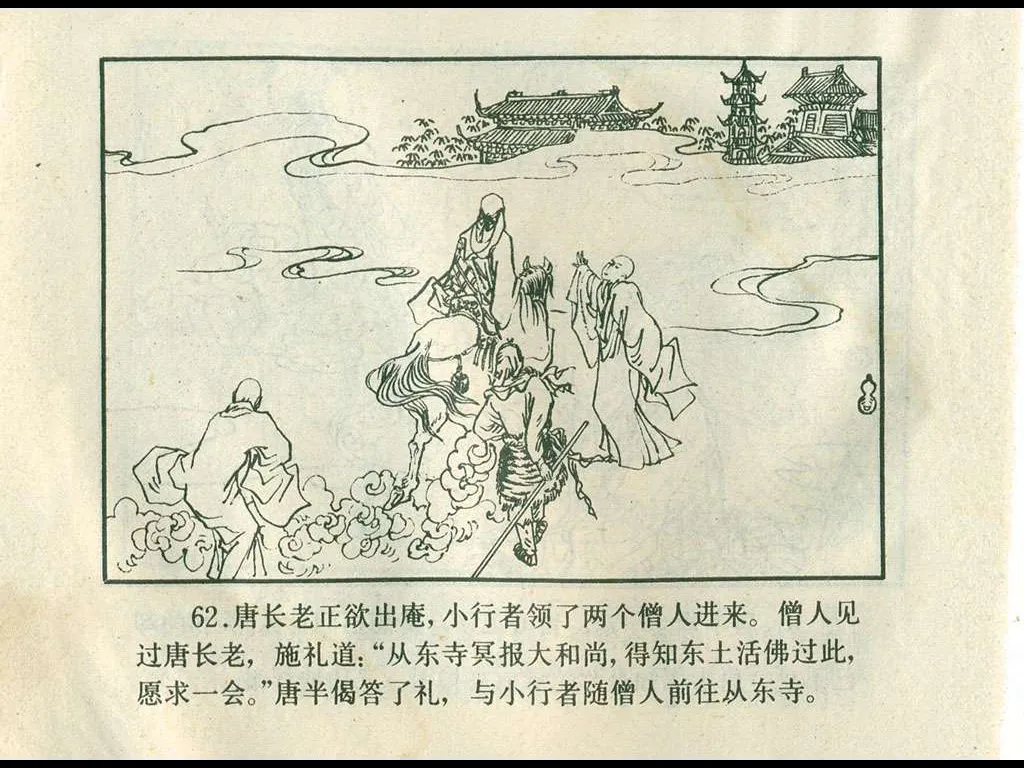 62.唐长老正欲出庵,小行者领了两个僧人进来。僧人见
过唐长老，施礼道:“从东寺冥报大和尚,得知东土活佛过此,
愿求一会。”唐半偈答了礼，与小行者随僧人前往从东寺。